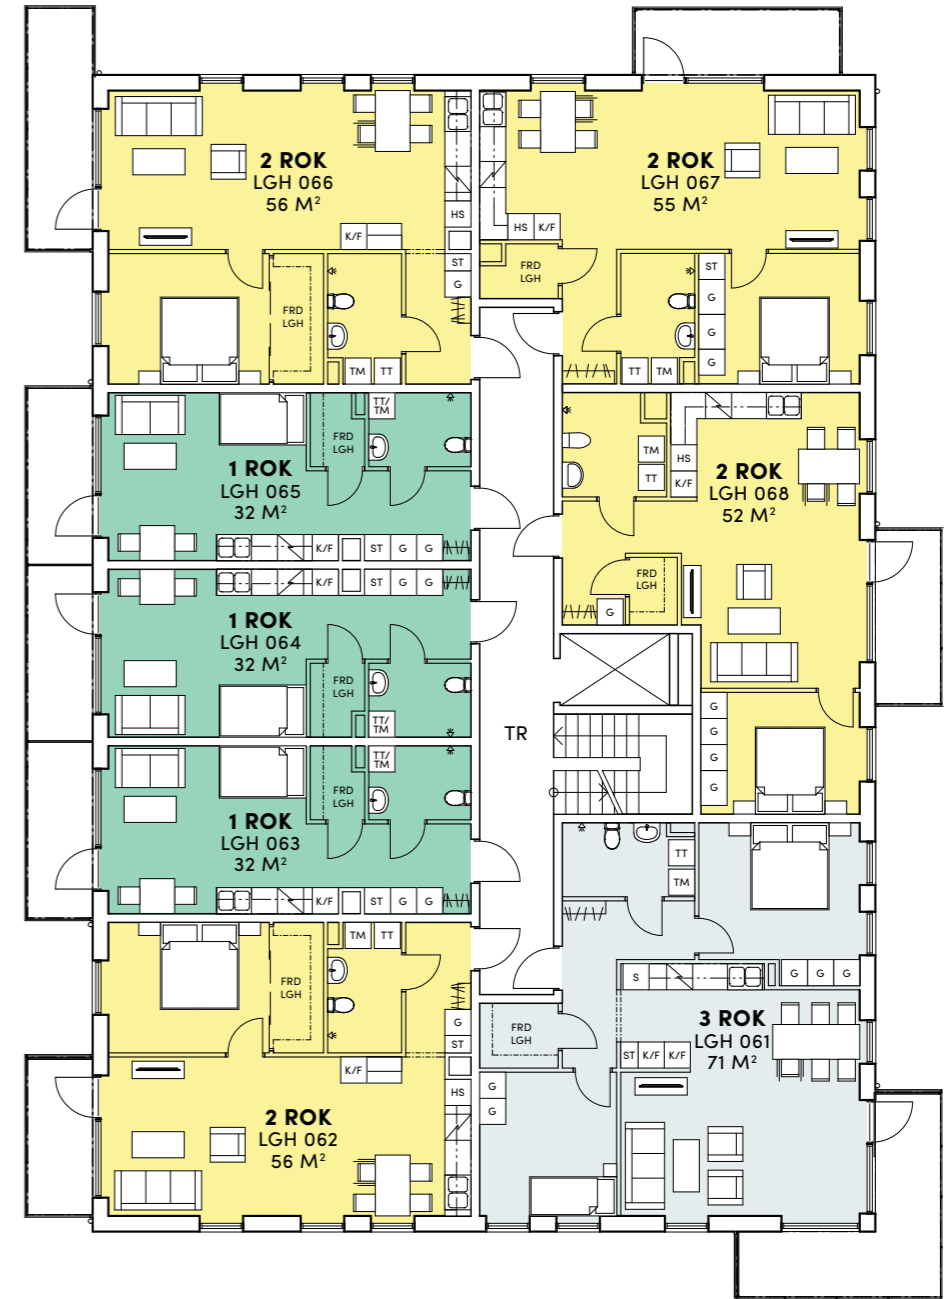 2 ROK
LGH 066
56 M²
HS
K/F
ST
G
FRD
LGH
TM
TT
2 ROK
LGH 067
55 M²
HS
K/F
FRD
LGH
ST
G
G
G
TT
TM
1 ROK
LGH 065
32 M²
FRD
LGH
TT/
TM
K/F
ST
G
G
2 ROK
LGH 068
52 M²
TM
TT
HS
K/F
FRD
LGH
G
G
G
G
G
1 ROK
LGH 064
32 M²
K/F
ST
G
G
FRD
LGH
TT/
TM
TR
1 ROK
LGH 063
32 M²
TT/
TM
FRD
LGH
K/F
ST
G
G
2 ROK
LGH 062
56 M²
TM
TT
FRD
LGH
G
ST
K/F
HS
3 ROK
LGH 061
71 M²
TT
TM
S
G
G
G
FRD
LGH
ST
K/F
K/F
G
G